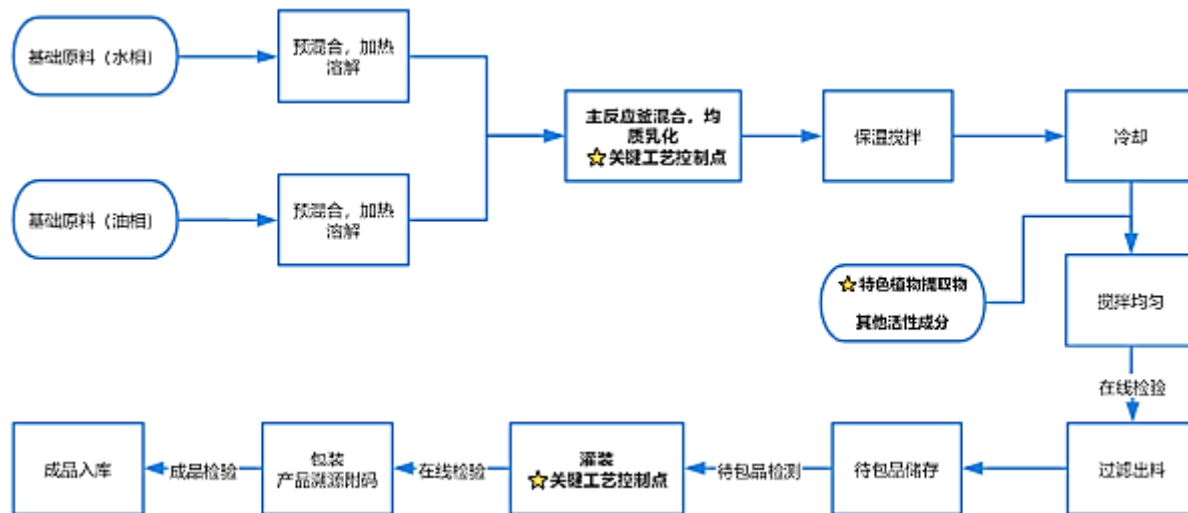 基础原料（水相）
预混合，加热
溶解
基础原料（油相）
预混合，加热
溶解
主反应釜混合，均
质乳化
☆关键工艺控制点
保温搅拌
冷却
☆特色植物提取物
其他活性成分
搅拌均匀
在线检验
过滤出料
待包品储存
待包品检测
灌装
☆关键工艺控制点
在线检验
包装
产品溯源附码
成品检验
成品入库